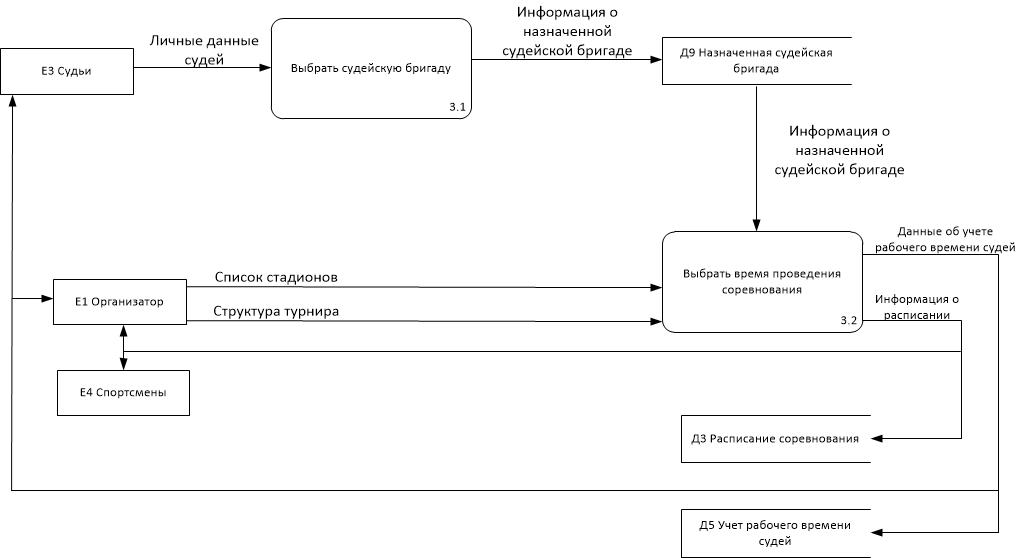 Е3 Судьи
Личные данные
судей
Выбрать судейскую бригаду
3.1
Информация о
назначенной
судейской бригаде
Д9 Назначенная судейская
бригада
Информация о
назначенной
судейской бригаде
Е1 Организатор
Список стадионов
Структура турнира
Выбрать время проведения
соревнования
3.2
Данные об учете
рабочего времени судей
Информация о
расписании
Е4 Спортсмены
Д3 Расписание соревнования
Д5 Учет рабочего времени
судей